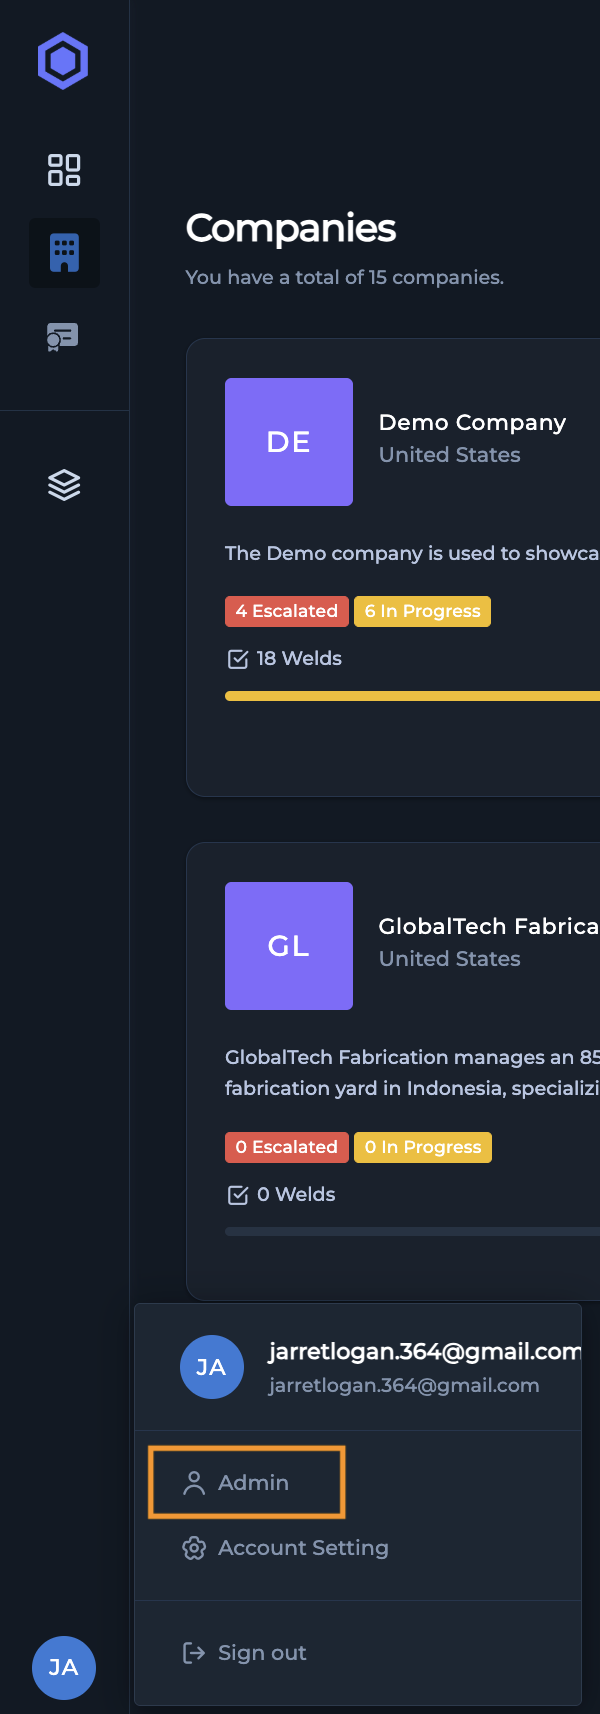 Companies
You have a total of 15 companies.
DE
Demo Company
United States
The Demo company is used to showca
4 Escalated 6 In Progress
18 Welds
GL
GlobalTech Fabrica
United States
GlobalTech Fabrication manages an 85
fabrication yard in Indonesia, specializi
0 Escalated 0 In Progress
0 Welds
JA
jarretlogan.364@gmail.com
jarretlogan.364@gmail.com
Admin
Account Setting
Sign out
JA